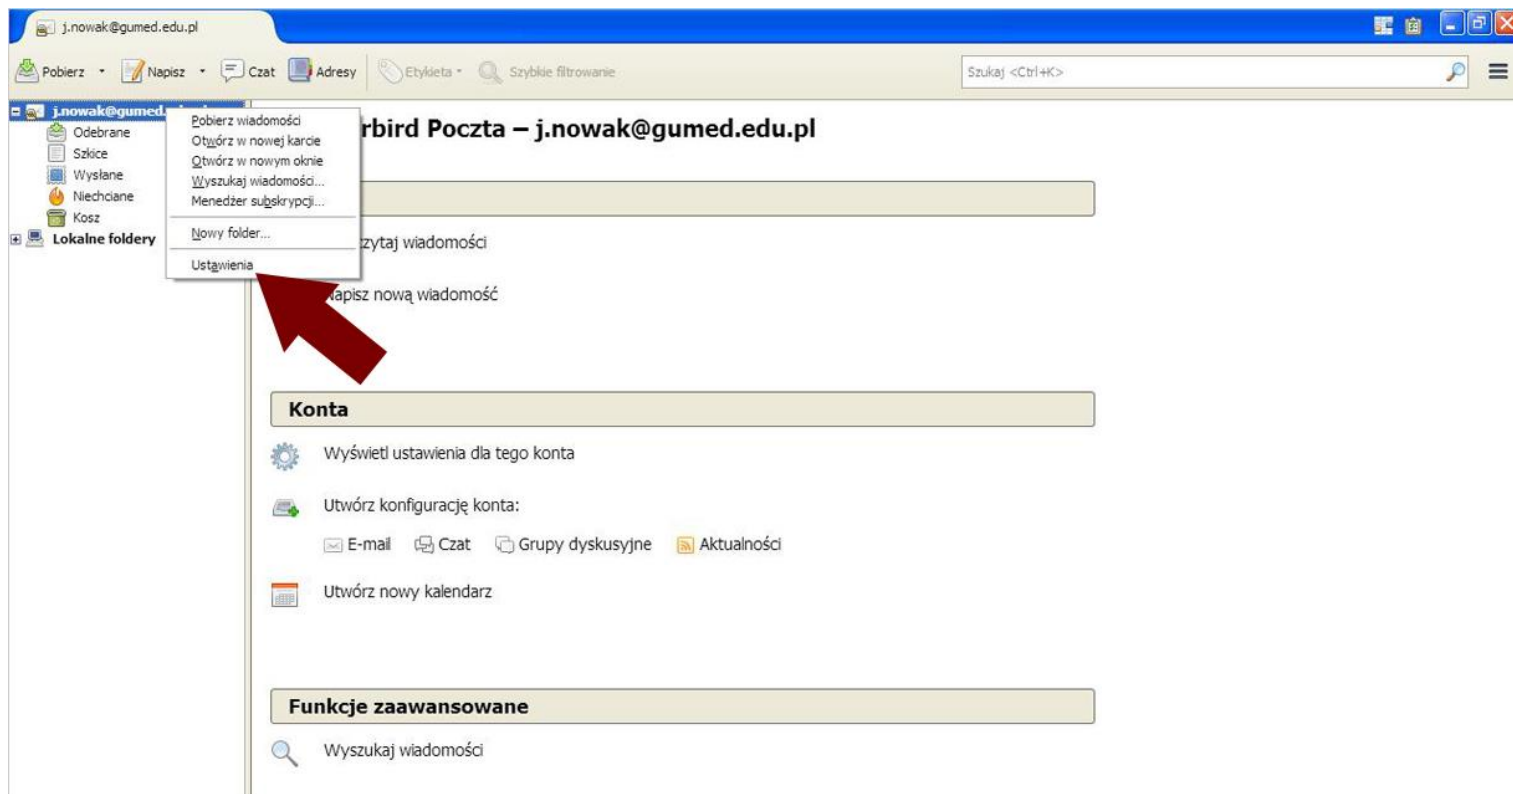 j.nowak@gumed.edu.pl
Pobierz Napisz Czat Adresy Etykieta Szybkie filtrowanie Szukaj <Ctrl+K>
j.nowak@gumed.
Odebrane
Szkice
Wysłane
Niechciane
Kosz
Lokalne foldery
Pobierz wiadomości
Otwórz w nowej karcie
Otwórz w nowym oknie
Wyszukaj wiadomości...
Menedżer subskrypcji...
Nowy folder...
Ustawienia
rbird Poczta – j.nowak@gumed.edu.pl
zytaj wiadomości
apisz nową wiadomość
Konta
Wyświetl ustawienia dla tego konta
Utwórz konfigurację konta:
E-mail Czat Grupy dyskusyjne Aktualności
Utwórz nowy kalendarz
Funkcje zaawansowane
Wyszukaj wiadomości